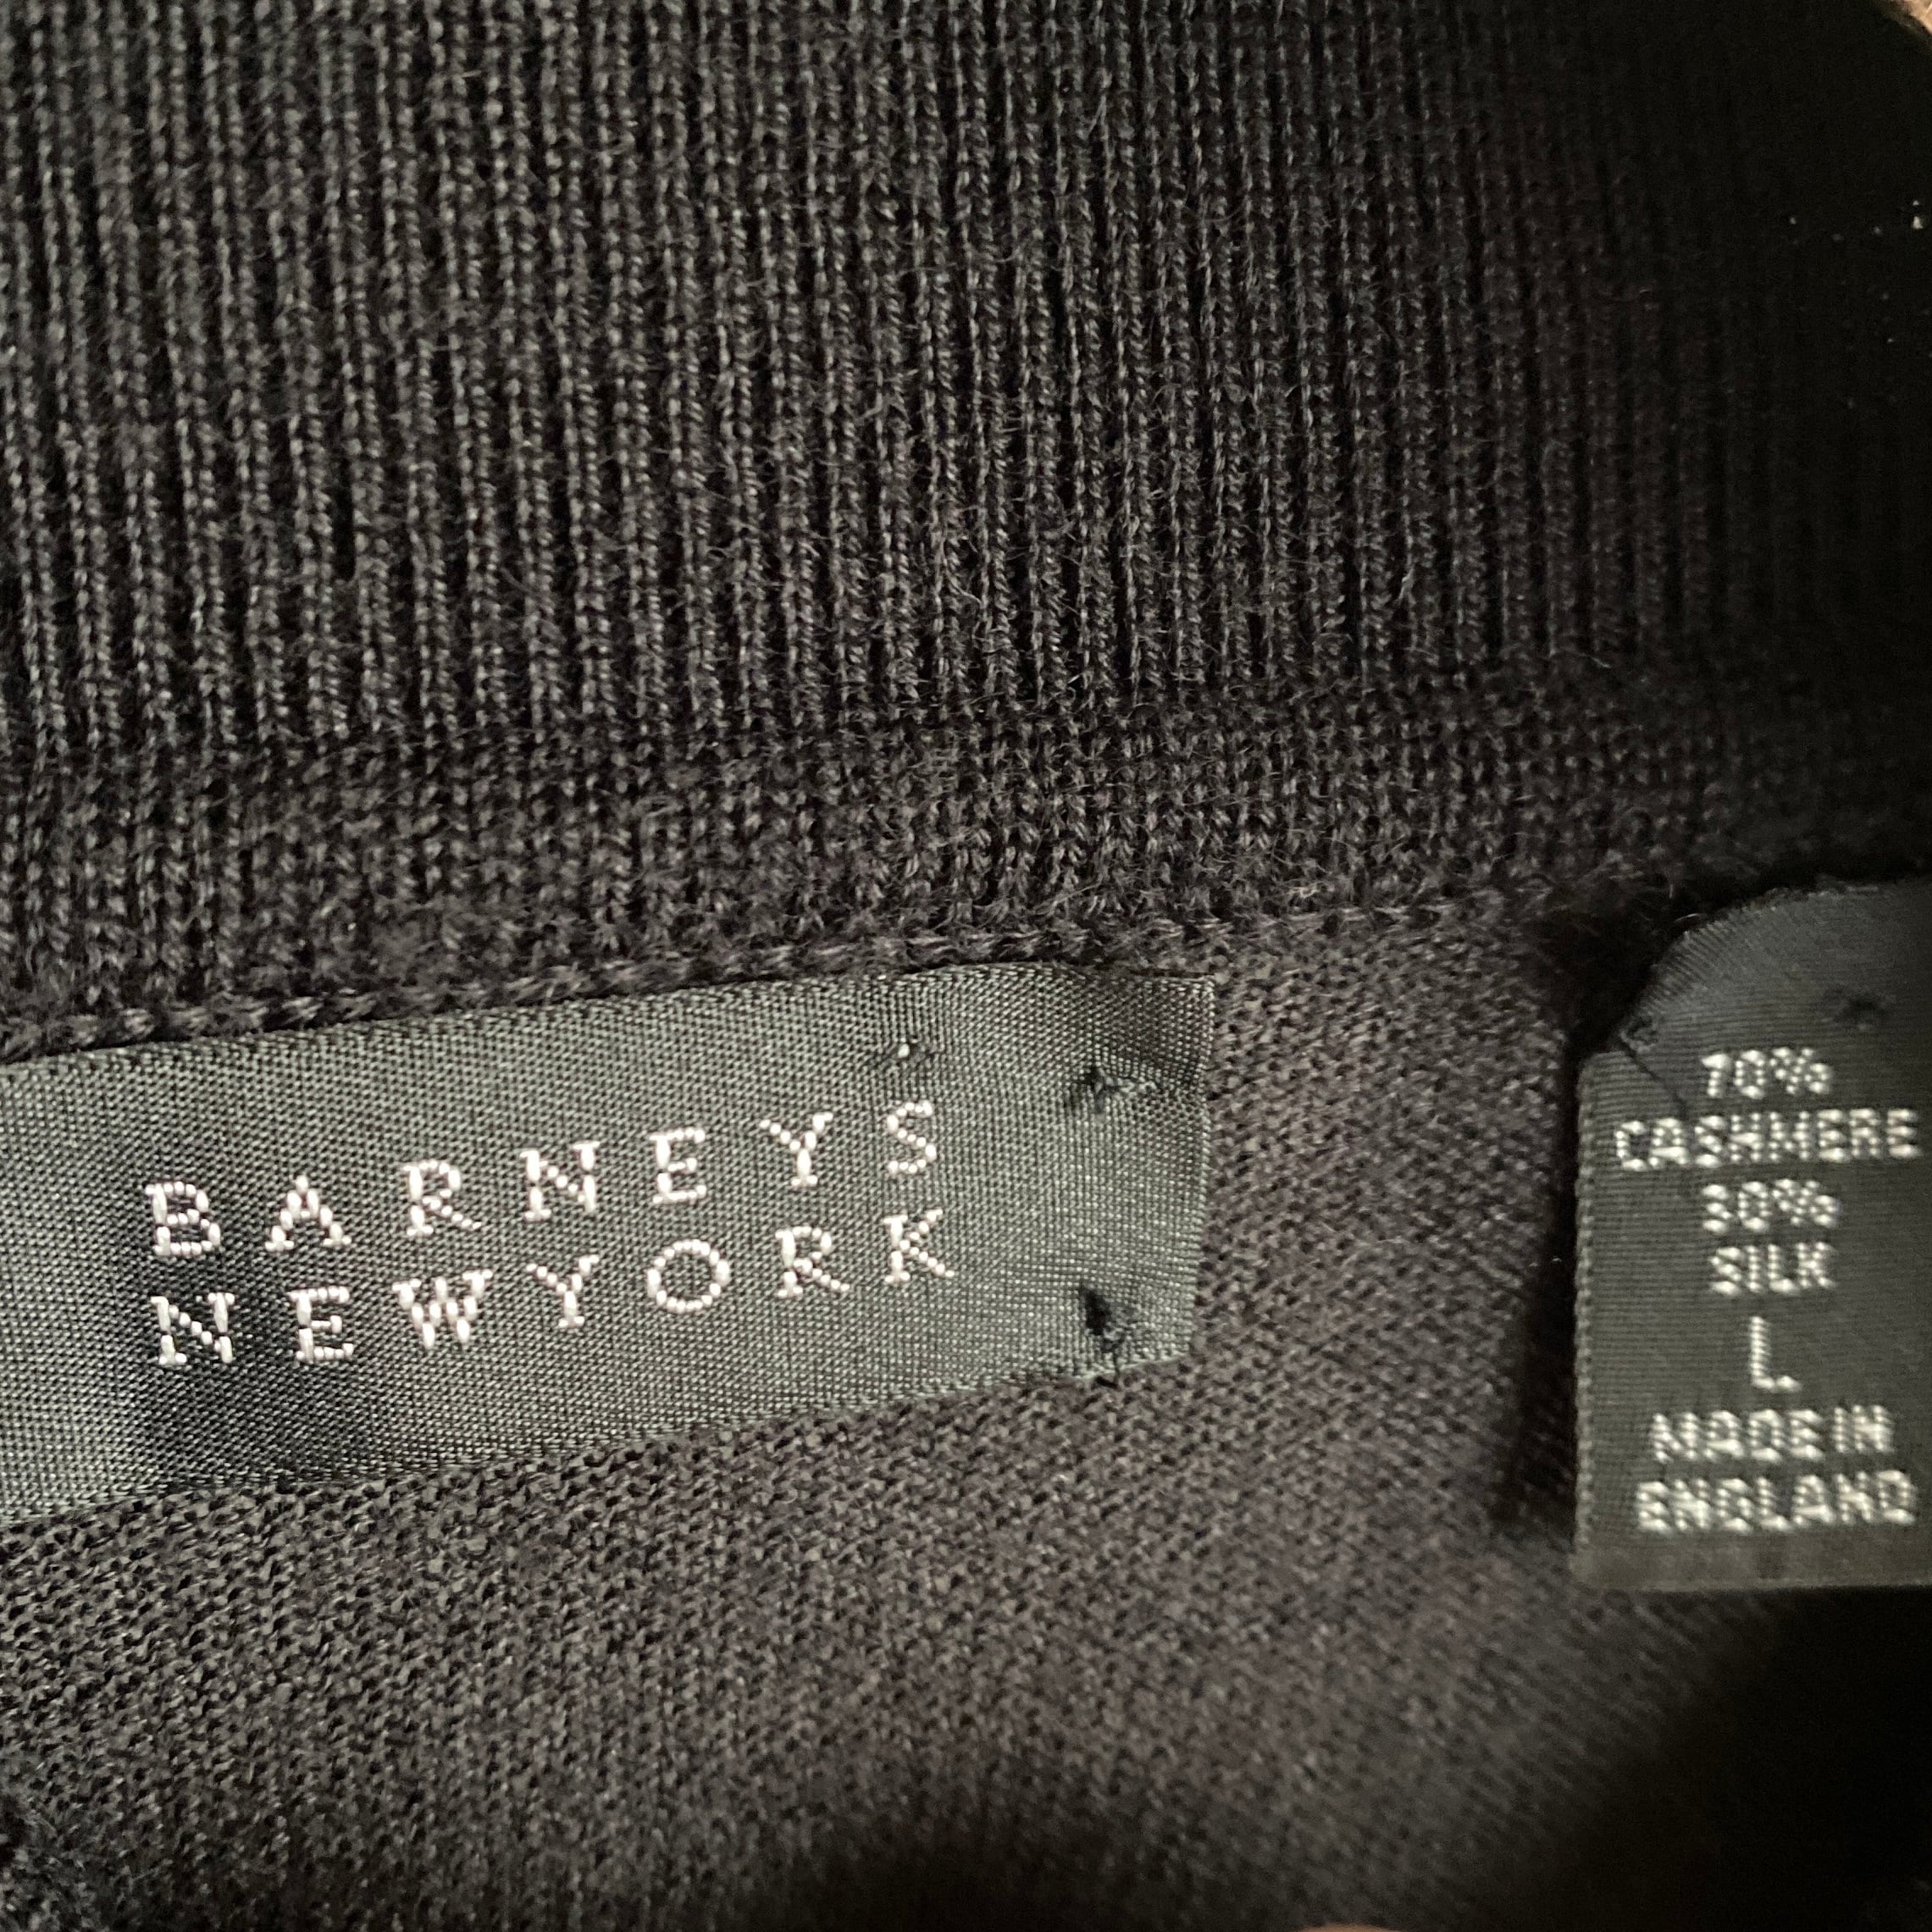 BARNEYS
NEWYORK
70%
CASHMERE
30%
SILK
L
MADE IN
ENGLAND